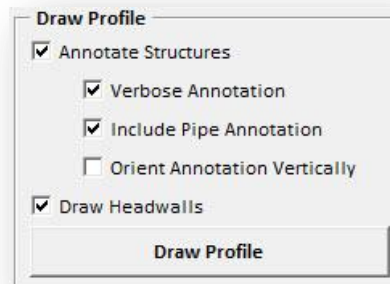 Draw Profile
Annotate Structures
Verbose Annotation
Include Pipe Annotation
Orient Annotation Vertically
Draw Headwalls
Draw Profile